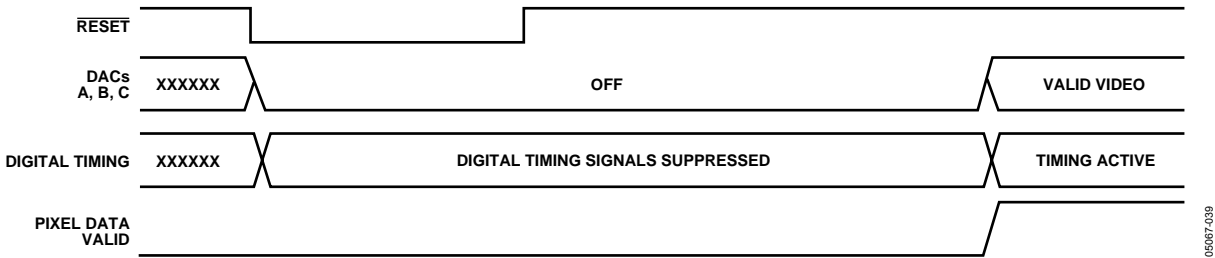 RESET
DACs
A, B, C
XXXXXX
OFF
VALID VIDEO
DIGITAL TIMING
XXXXXX
DIGITAL TIMING SIGNALS SUPPRESSED
TIMING ACTIVE
PIXEL DATA
VALID
05067-039